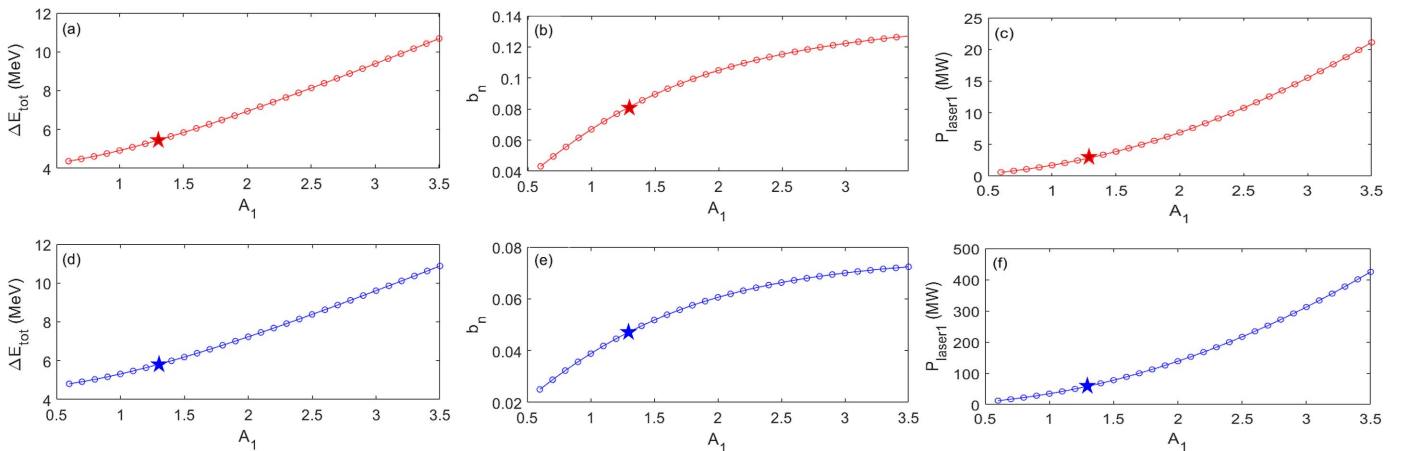 (a)
ΔE_tot (MeV)
12
10
8
6
4
0.5 1 1.5 2 2.5 3 3.5
A_1
(b)
b_n
0.14
0.12
0.1
0.08
0.06
0.04
0.5 1 1.5 2 2.5 3
A_1
(c)
P_laser1 (MW)
25
20
15
10
5
0
0.5 1 1.5 2 2.5 3 3.5
A_1
(d)
ΔE_tot (MeV)
12
10
8
6
4
0.5 1 1.5 2 2.5 3 3.5
A_1
(e)
b_n
0.08
0.06
0.04
0.02
0.5 1 1.5 2 2.5 3 3.5
A_1
(f)
P_laser1 (MW)
500
400
300
200
100
0
0.5 1 1.5 2 2.5 3 3.5
A_1